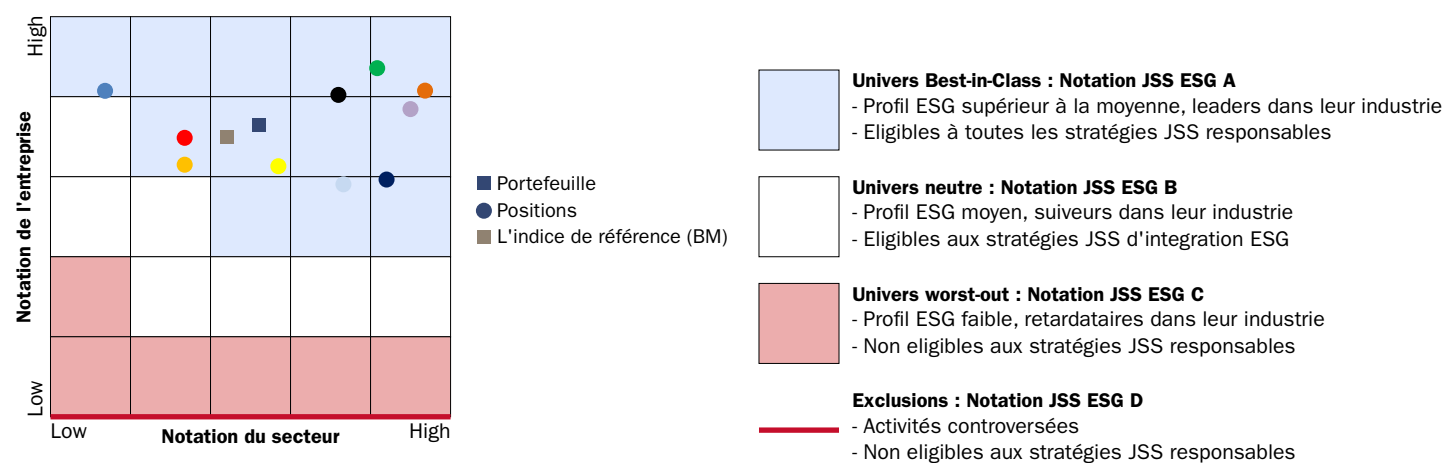 High
Notation de l'entreprise
Low
Low
Notation du secteur
High
Portefeuille
Positions
L'indice de référence (BM)
Univers Best-in-Class : Notation JSS ESG A
- Profil ESG supérieur à la moyenne, leaders dans leur industrie
- Eligibles à toutes les stratégies JSS responsables
Univers neutre : Notation JSS ESG B
- Profil ESG moyen, suiveurs dans leur industrie
- Eligibles aux stratégies JSS d'integration ESG
Univers worst-out : Notation JSS ESG C
- Profil ESG faible, retardataires dans leur industrie
- Non eligibles aux stratégies JSS responsables
Exclusions : Notation JSS ESG D
- Activités controversées
- Non eligibles aux stratégies JSS responsables